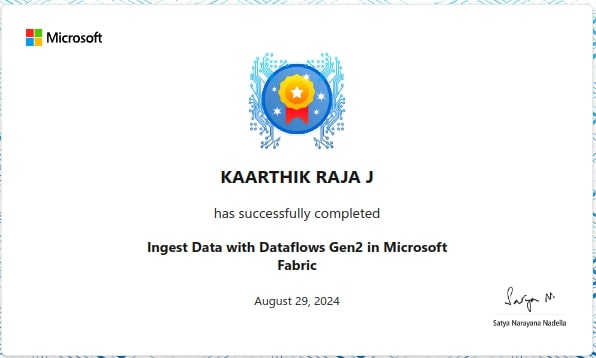 Microsoft
KAARTHIK RAJA J
has successfully completed
Ingest Data with Dataflows Gen2 in Microsoft
Fabric
August 29, 2024
Satya N.
Satya Narayana Nadella